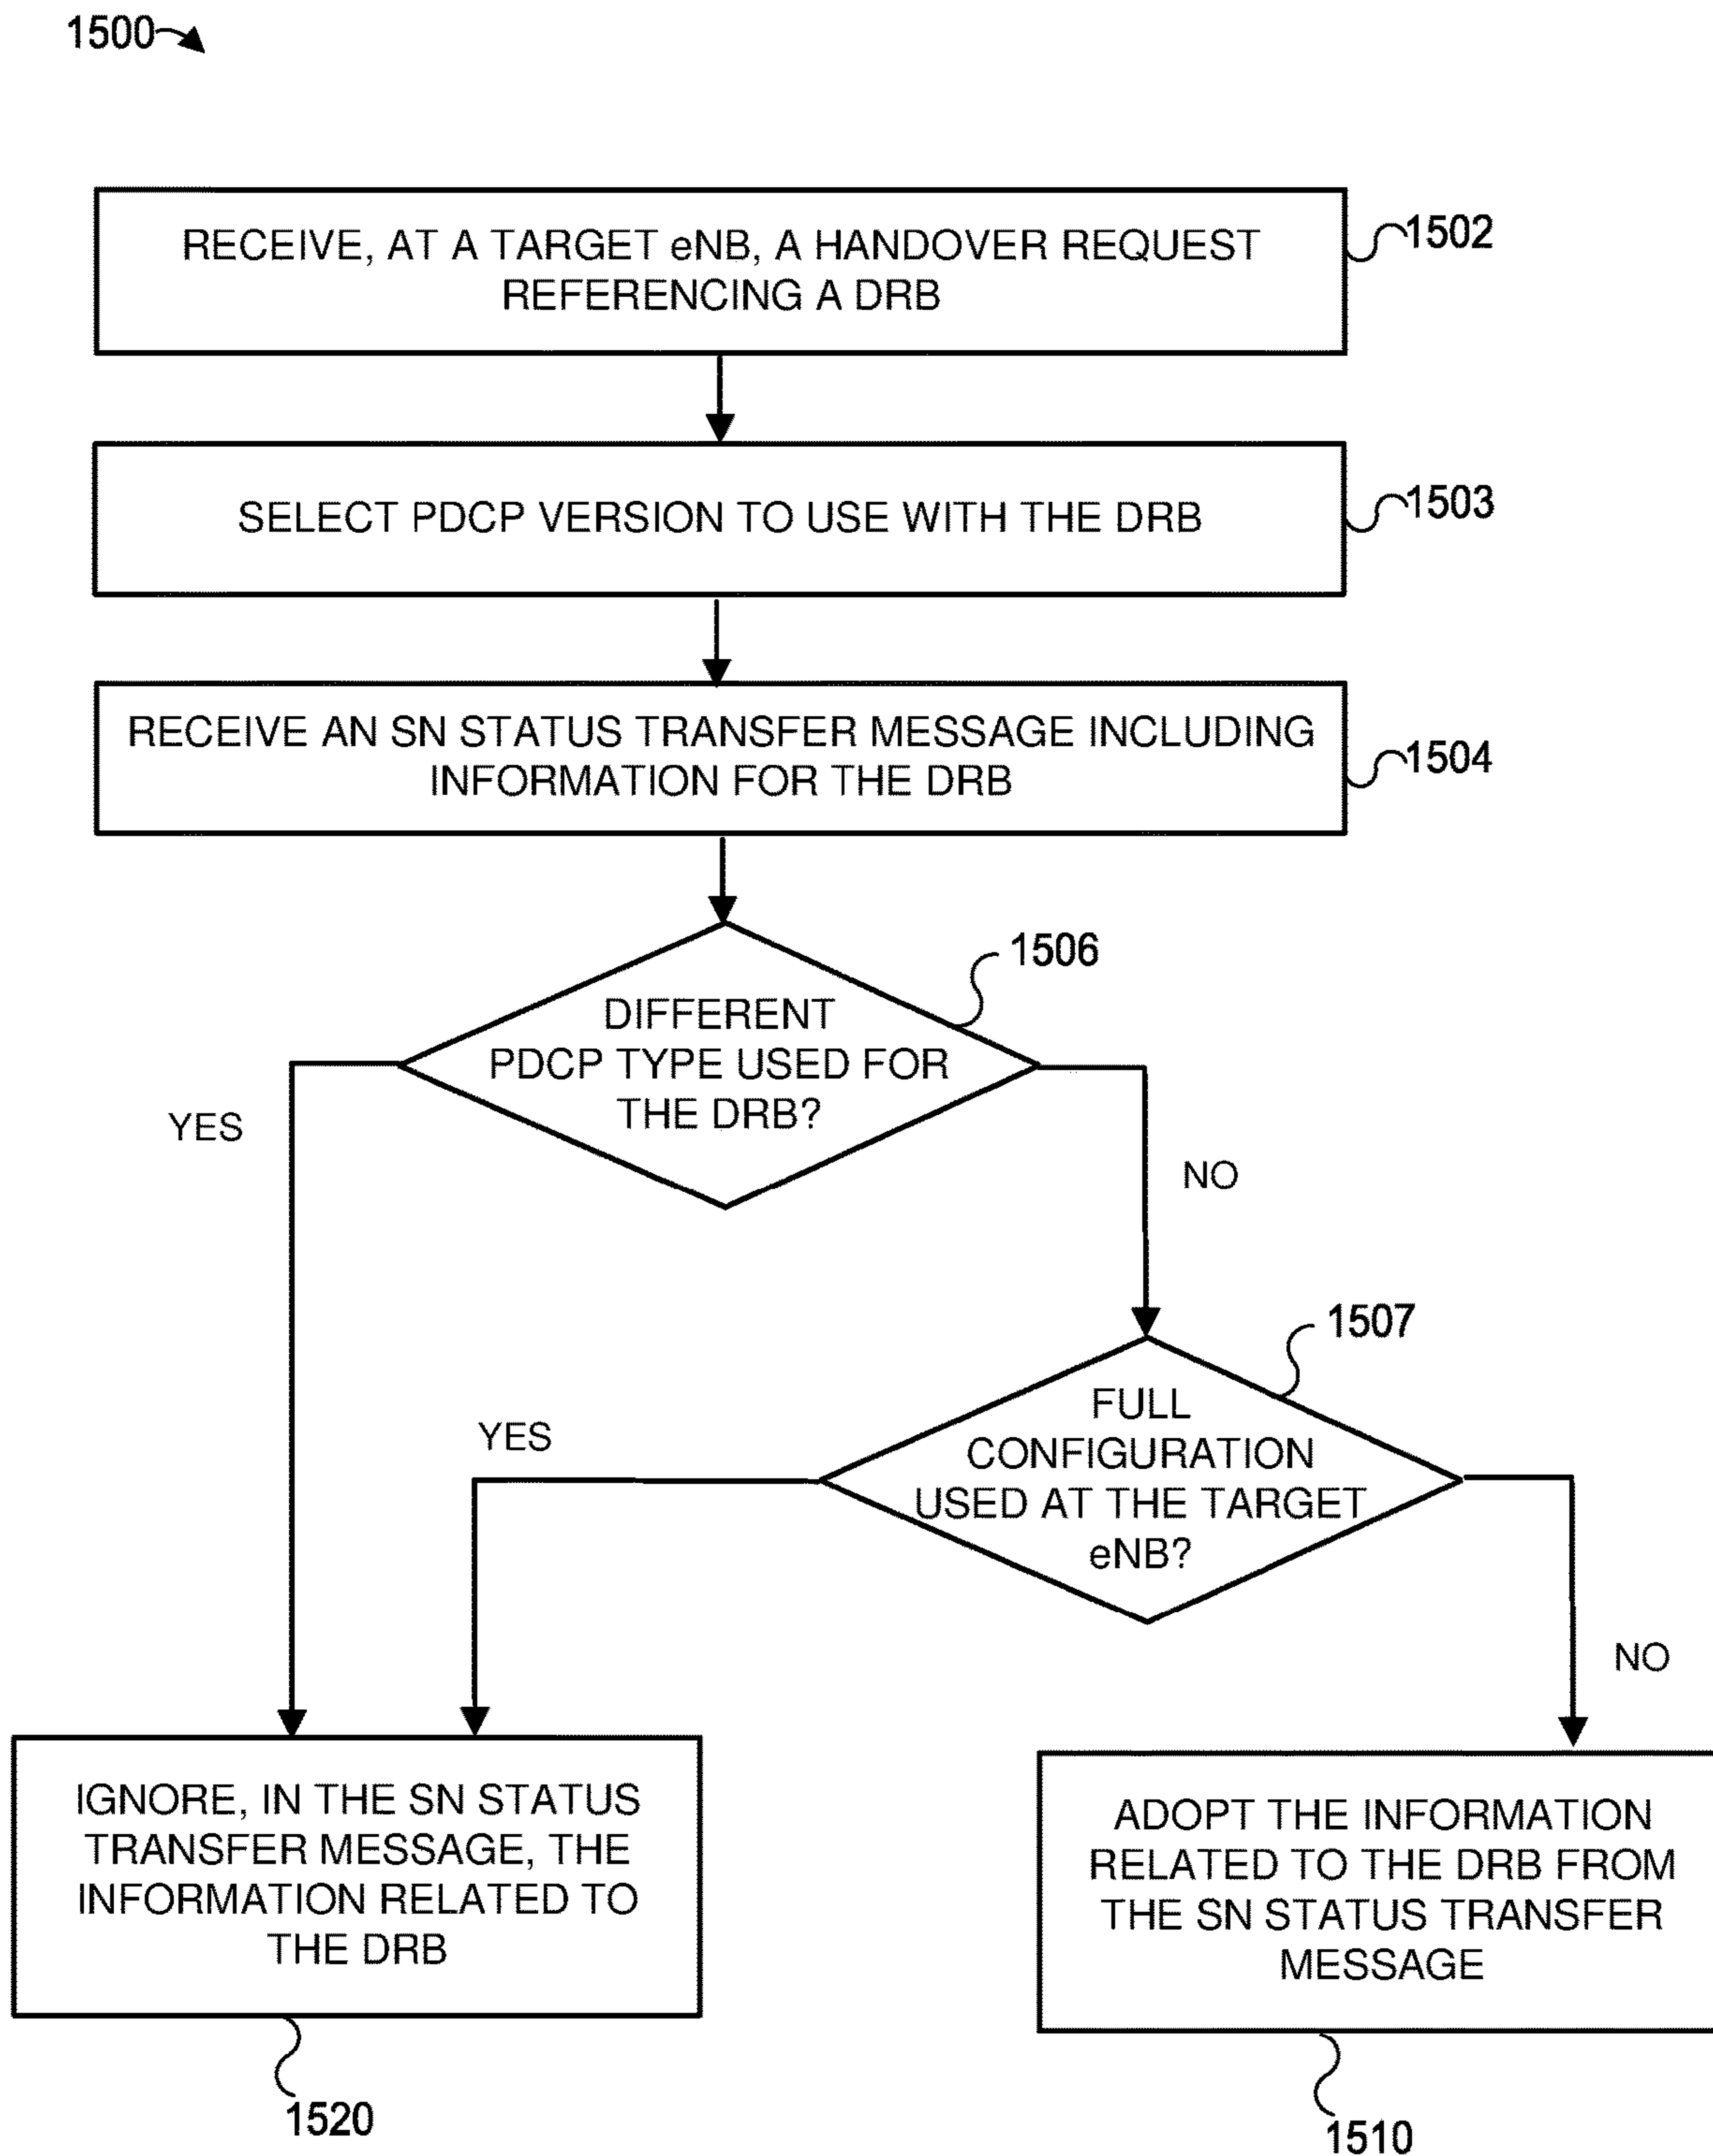 1500
RECEIVE, AT A TARGET eNB, A HANDOVER REQUEST
REFERENCING A DRB
1502
SELECT PDCP VERSION TO USE WITH THE DRB
1503
RECEIVE AN SN STATUS TRANSFER MESSAGE INCLUDING
INFORMATION FOR THE DRB
1504
1506
DIFFERENT
PDCP TYPE USED FOR
THE DRB?
YES
NO
1507
FULL
CONFIGURATION
USED AT THE TARGET
eNB?
YES
NO
IGNORE, IN THE SN STATUS
TRANSFER MESSAGE, THE
INFORMATION RELATED TO
THE DRB
1520
ADOPT THE INFORMATION
RELATED TO THE DRB FROM
THE SN STATUS TRANSFER
MESSAGE
1510